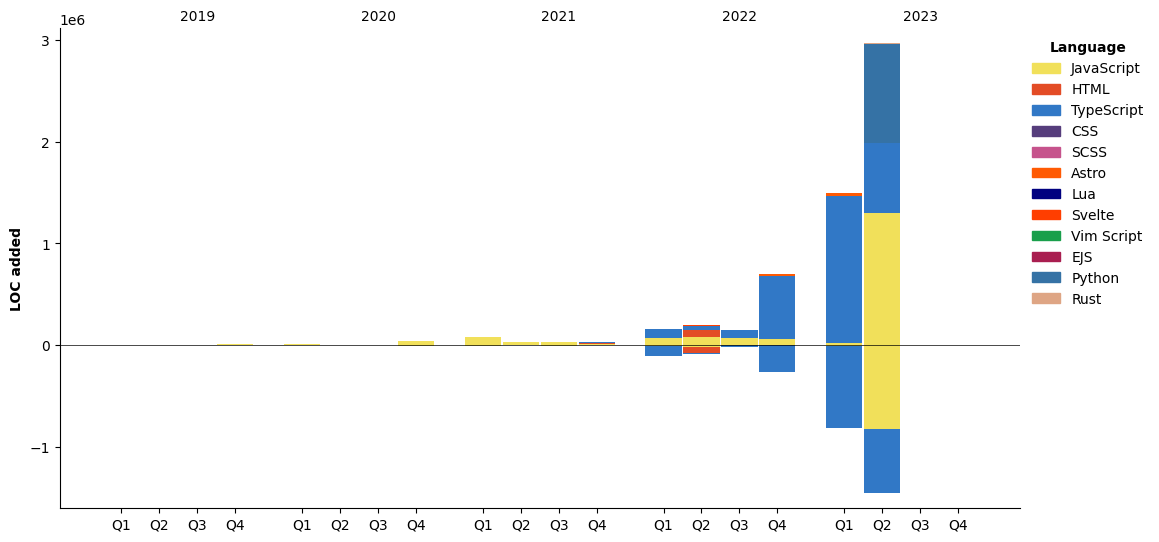 2019 2020 2021 2022 2023
1e6
3
2
1
0
−1
LOC added
Q1 Q2 Q3 Q4 Q1 Q2 Q3 Q4 Q1 Q2 Q3 Q4 Q1 Q2 Q3 Q4 Q1 Q2 Q3 Q4
Language
JavaScript
HTML
TypeScript
CSS
SCSS
Astro
Lua
Svelte
Vim Script
EJS
Python
Rust